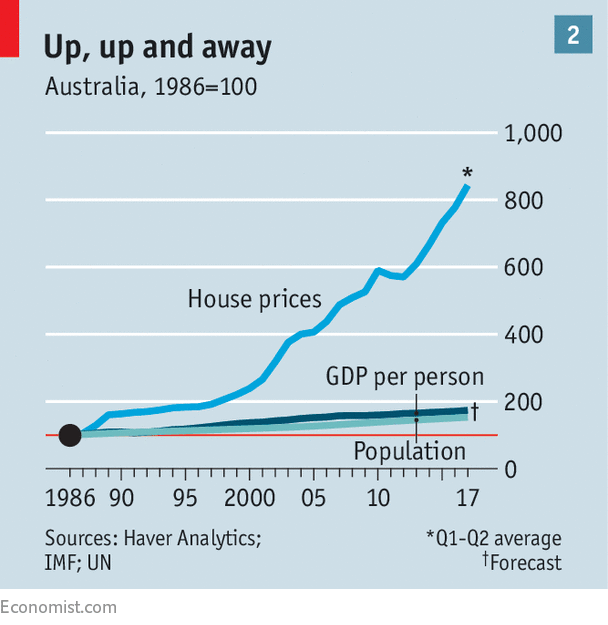 Up, up and away
2
Australia, 1986=100
1,000
*
800
600
House prices
400
GDP per person
200
†
Population
0
1986 90 95 2000 05 10 17
Sources: Haver Analytics;
IMF; UN
*Q1-Q2 average
†Forecast
Economist.com